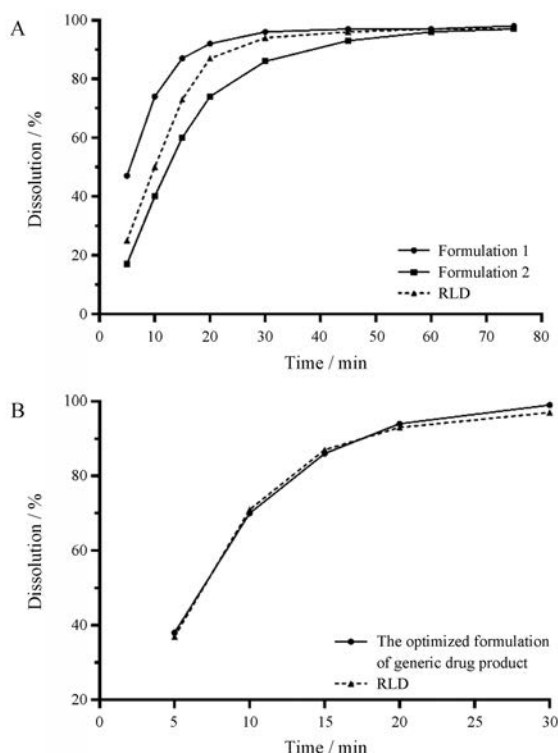 A
100
80
60
40
20
0
Dissolution / %
Formulation 1
Formulation 2
RLD
0 10 20 30 40 50 60 70 80
Time / min
B
100
80
60
40
20
Dissolution / %
The optimized formulation
of generic drug product
RLD
0 5 10 15 20 25 30
Time / min